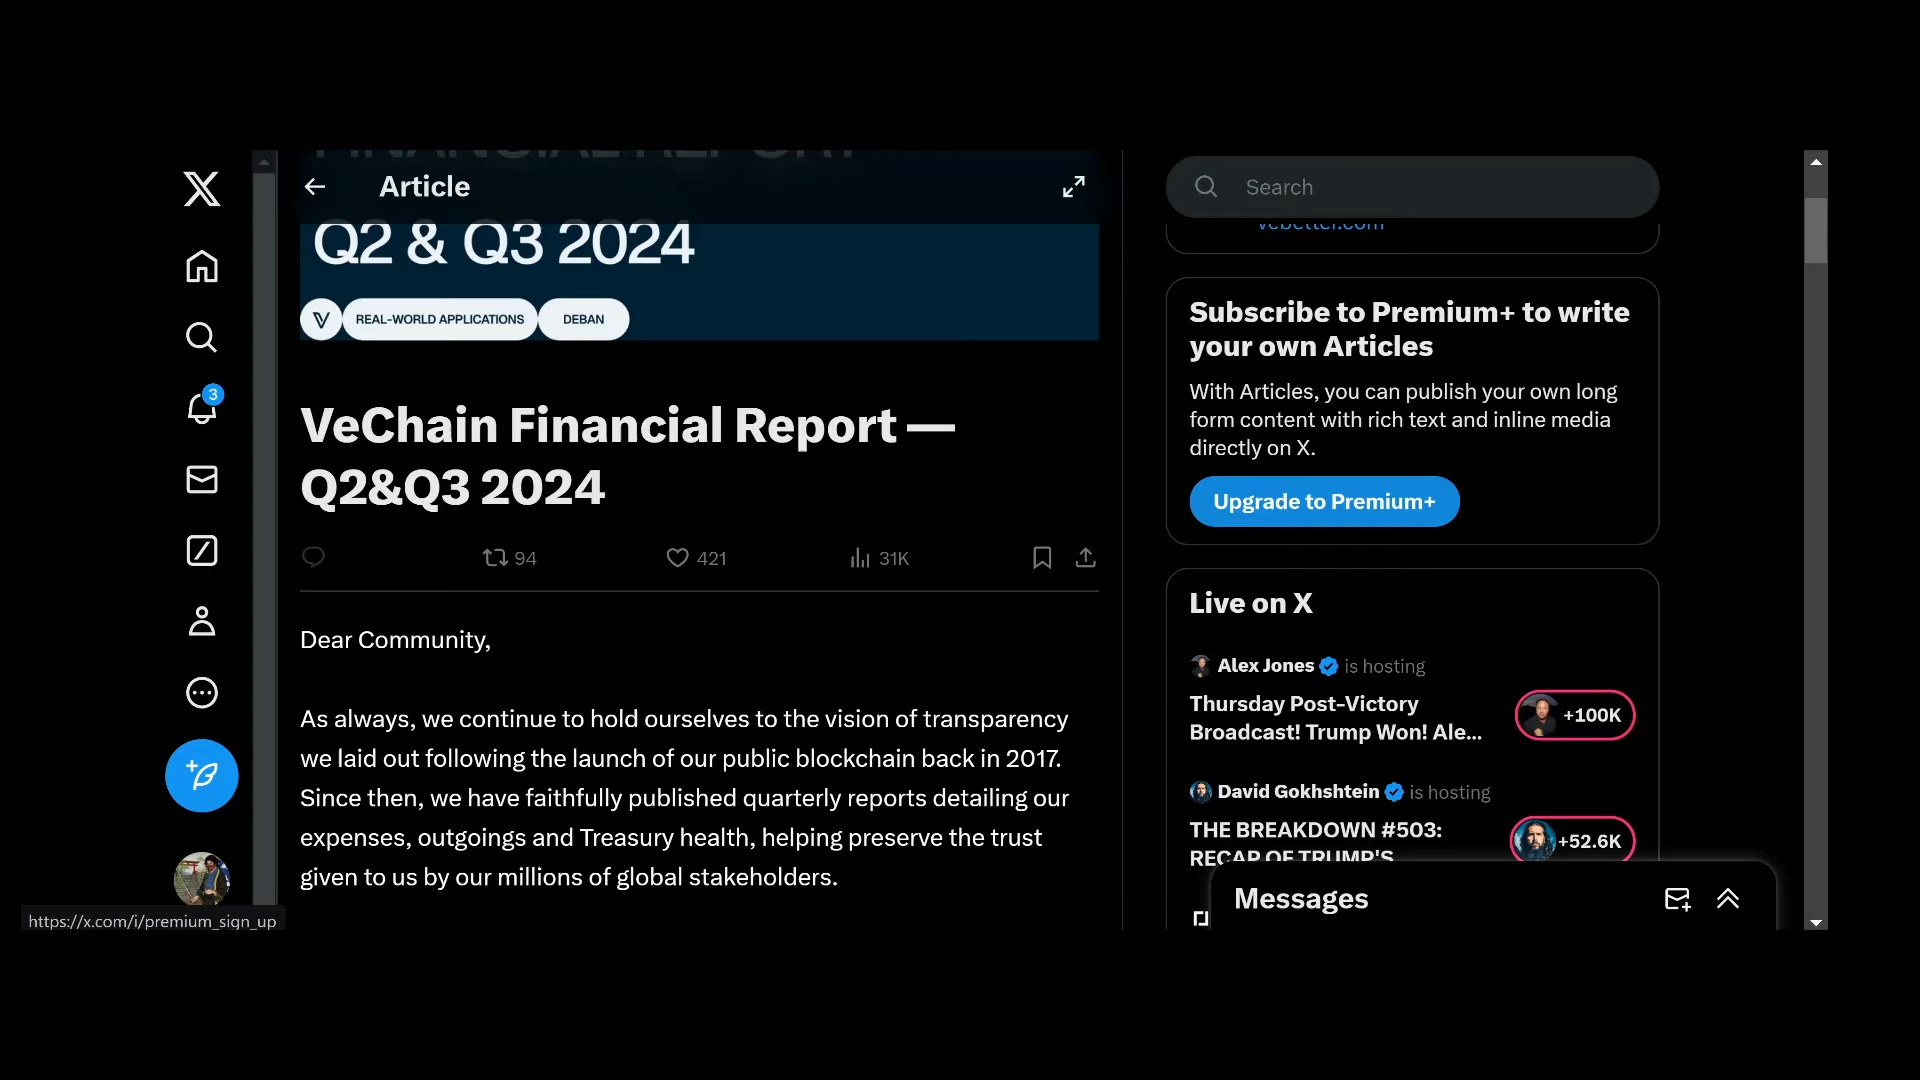 Article
Q2 & Q3 2024
REAL-WORLD APPLICATIONS
DEBAN
VeChain Financial Report —
Q2&Q3 2024
94
421
31K
Dear Community,
As always, we continue to hold ourselves to the vision of transparency
we laid out following the launch of our public blockchain back in 2017.
Since then, we have faithfully published quarterly reports detailing our
expenses, outgoings and Treasury health, helping preserve the trust
given to us by our millions of global stakeholders.
3
https://x.com/i/premium_sign_up
Search
vebetter.com
Subscribe to Premium+ to write
your own Articles
With Articles, you can publish your own long
form content with rich text and inline media
directly on X.
Upgrade to Premium+
Live on X
Alex Jones is hosting
Thursday Post-Victory
Broadcast! Trump Won! Ale...
+100K
David Gokhshtein is hosting
THE BREAKDOWN #503:
RECAP OF TRUMP'S
+52.6K
Messages